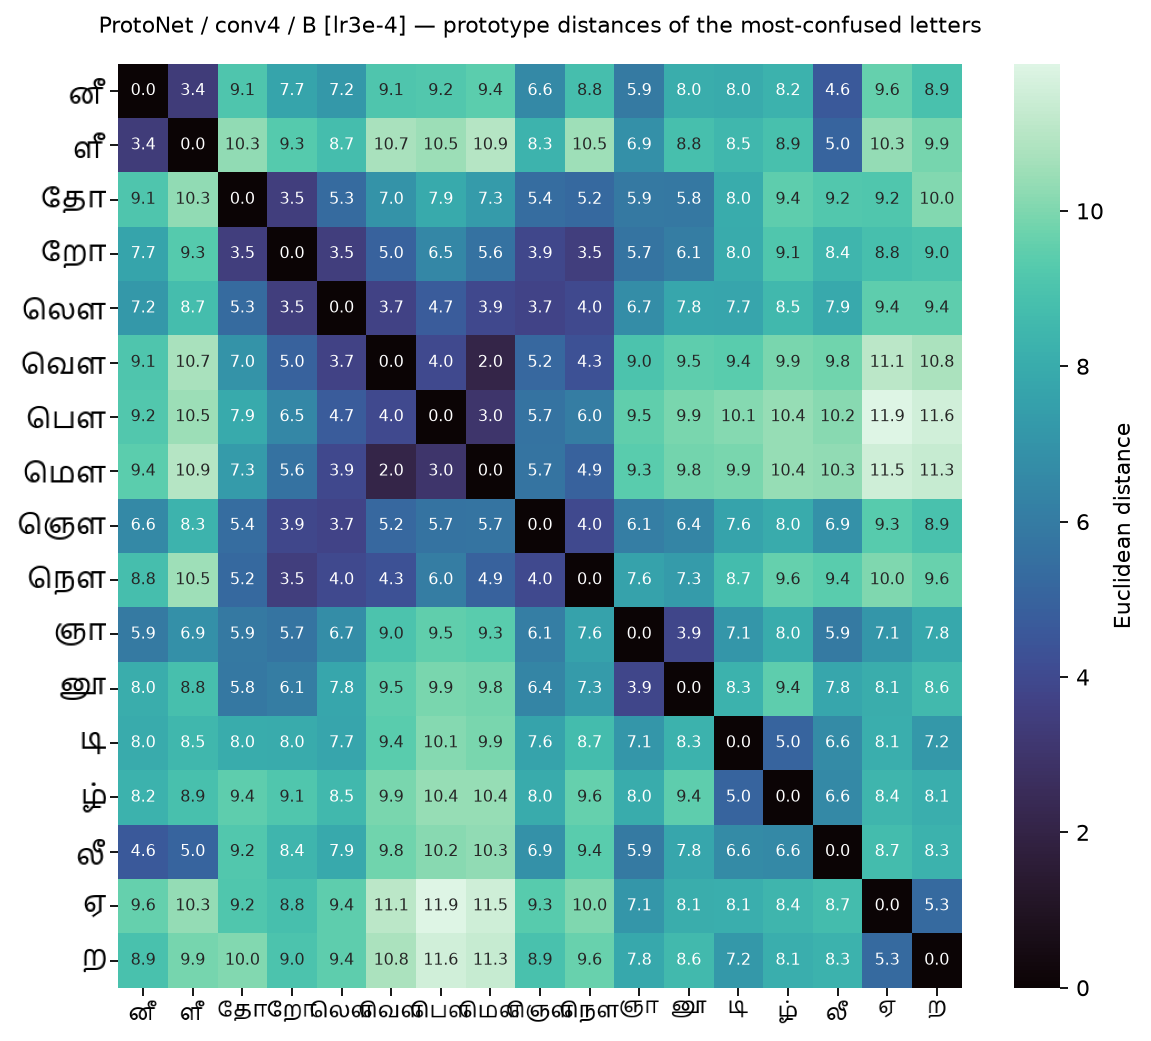 ProtoNet / conv4 / B [lr3e-4] — prototype distances of the most-confused letters
னீ 0.0 3.4 9.1 7.7 7.2 9.1 9.2 9.4 6.6 8.8 5.9 8.0 8.0 8.2 4.6 9.6 8.9
ளீ 3.4 0.0 10.3 9.3 8.7 10.7 10.5 10.9 8.3 10.5 6.9 8.8 8.5 8.9 5.0 10.3 9.9
தோ 9.1 10.3 0.0 3.5 5.3 7.0 7.9 7.3 5.4 5.2 5.9 5.8 8.0 9.4 9.2 9.2 10.0
றோ 7.7 9.3 3.5 0.0 3.5 5.0 6.5 5.6 3.9 3.5 5.7 6.1 8.0 9.1 8.4 8.8 9.0
லௌ 7.2 8.7 5.3 3.5 0.0 3.7 4.7 3.9 3.7 4.0 6.7 7.8 7.7 8.5 7.9 9.4 9.4
வௌ 9.1 10.7 7.0 5.0 3.7 0.0 4.0 2.0 5.2 4.3 9.0 9.5 9.4 9.9 9.8 11.1 10.8
பௌ 9.2 10.5 7.9 6.5 4.7 4.0 0.0 3.0 5.7 6.0 9.5 9.9 10.1 10.4 10.2 11.9 11.6
மௌ 9.4 10.9 7.3 5.6 3.9 2.0 3.0 0.0 5.7 4.9 9.3 9.8 9.9 10.4 10.3 11.5 11.3
ஞௌ 6.6 8.3 5.4 3.9 3.7 5.2 5.7 5.7 0.0 4.0 6.1 6.4 7.6 8.0 6.9 9.3 8.9
நௌ 8.8 10.5 5.2 3.5 4.0 4.3 6.0 4.9 4.0 0.0 7.6 7.3 8.7 9.6 9.4 10.0 9.6
ஞா 5.9 6.9 5.9 5.7 6.7 9.0 9.5 9.3 6.1 7.6 0.0 3.9 7.1 8.0 5.9 7.1 7.8
னூ 8.0 8.8 5.8 6.1 7.8 9.5 9.9 9.8 6.4 7.3 3.9 0.0 8.3 9.4 7.8 8.1 8.6
டி 8.0 8.5 8.0 8.0 7.7 9.4 10.1 9.9 7.6 8.7 7.1 8.3 0.0 5.0 6.6 8.1 7.2
ழ் 8.2 8.9 9.4 9.1 8.5 9.9 10.4 10.4 8.0 9.6 8.0 9.4 5.0 0.0 6.6 8.4 8.1
லீ 4.6 5.0 9.2 8.4 7.9 9.8 10.2 10.3 6.9 9.4 5.9 7.8 6.6 6.6 0.0 8.7 8.3
ஏ 9.6 10.3 9.2 8.8 9.4 11.1 11.9 11.5 9.3 10.0 7.1 8.1 8.1 8.4 8.7 0.0 5.3
ற 8.9 9.9 10.0 9.0 9.4 10.8 11.6 11.3 8.9 9.6 7.8 8.6 7.2 8.1 8.3 5.3 0.0
னீ ளீ தோ றோ லௌ வௌ பௌ மௌ ஞௌ நௌ ஞா னூ டி ழ் லீ ஏ ற
10
8
6
4
2
0
Euclidean distance